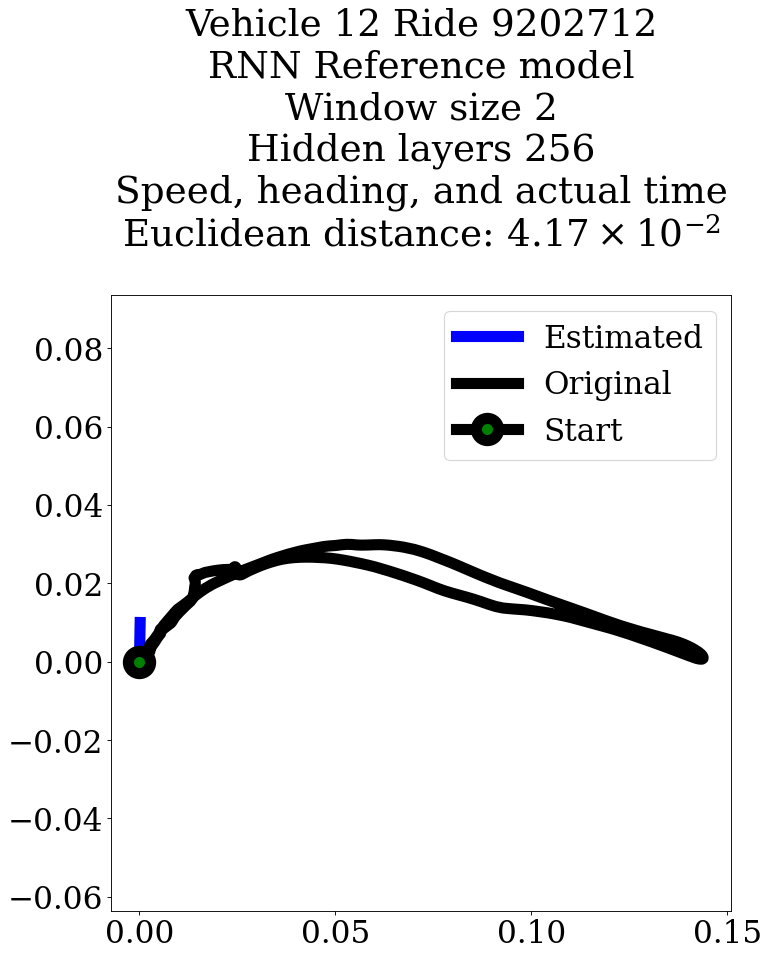 Vehicle 12 Ride 9202712
RNN Reference model
Window size 2
Hidden layers 256
Speed, heading, and actual time
Euclidean distance: 4.17 × 10⁻²
Estimated
Original
Start
0.08
0.06
0.04
0.02
0.00
−0.02
−0.04
−0.06
0.00 0.05 0.10 0.15